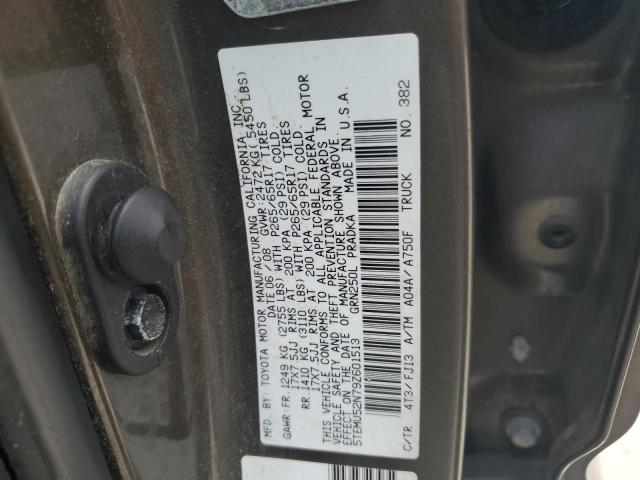 MFD. BY: TOYOTA MOTOR MANUFACTURING CALIFORNIA INC.
DATE 06/08 GVWR:2472 KG( 5450 LBS)
GAWR:FR.1249 KG (2755 LBS) WITH P265/65R17 TIRES
17X7.5JJ RIMS AT 200 KPA (29 PSI) COLD.
RR.1410 KG (3110 LBS) WITH P265/65R17 TIRES
17X7.5JJ RIMS AT 200 KPA (29 PSI) COLD.
THIS VEHICLE CONFORMS TO ALL APPLICABLE FEDERAL MOTOR
VEHICLE SAFETY AND THEFT PREVENTION STANDARDS IN
EFFECT ON THE DATE OF MANUFACTURE SHOWN ABOVE.
5TEMU52N79Z601513 GRN250L PRADKA MADE IN U.S.A.
C/TR 4T3/FJ13 A/TM A04A/A750F TRUCK NO. 382